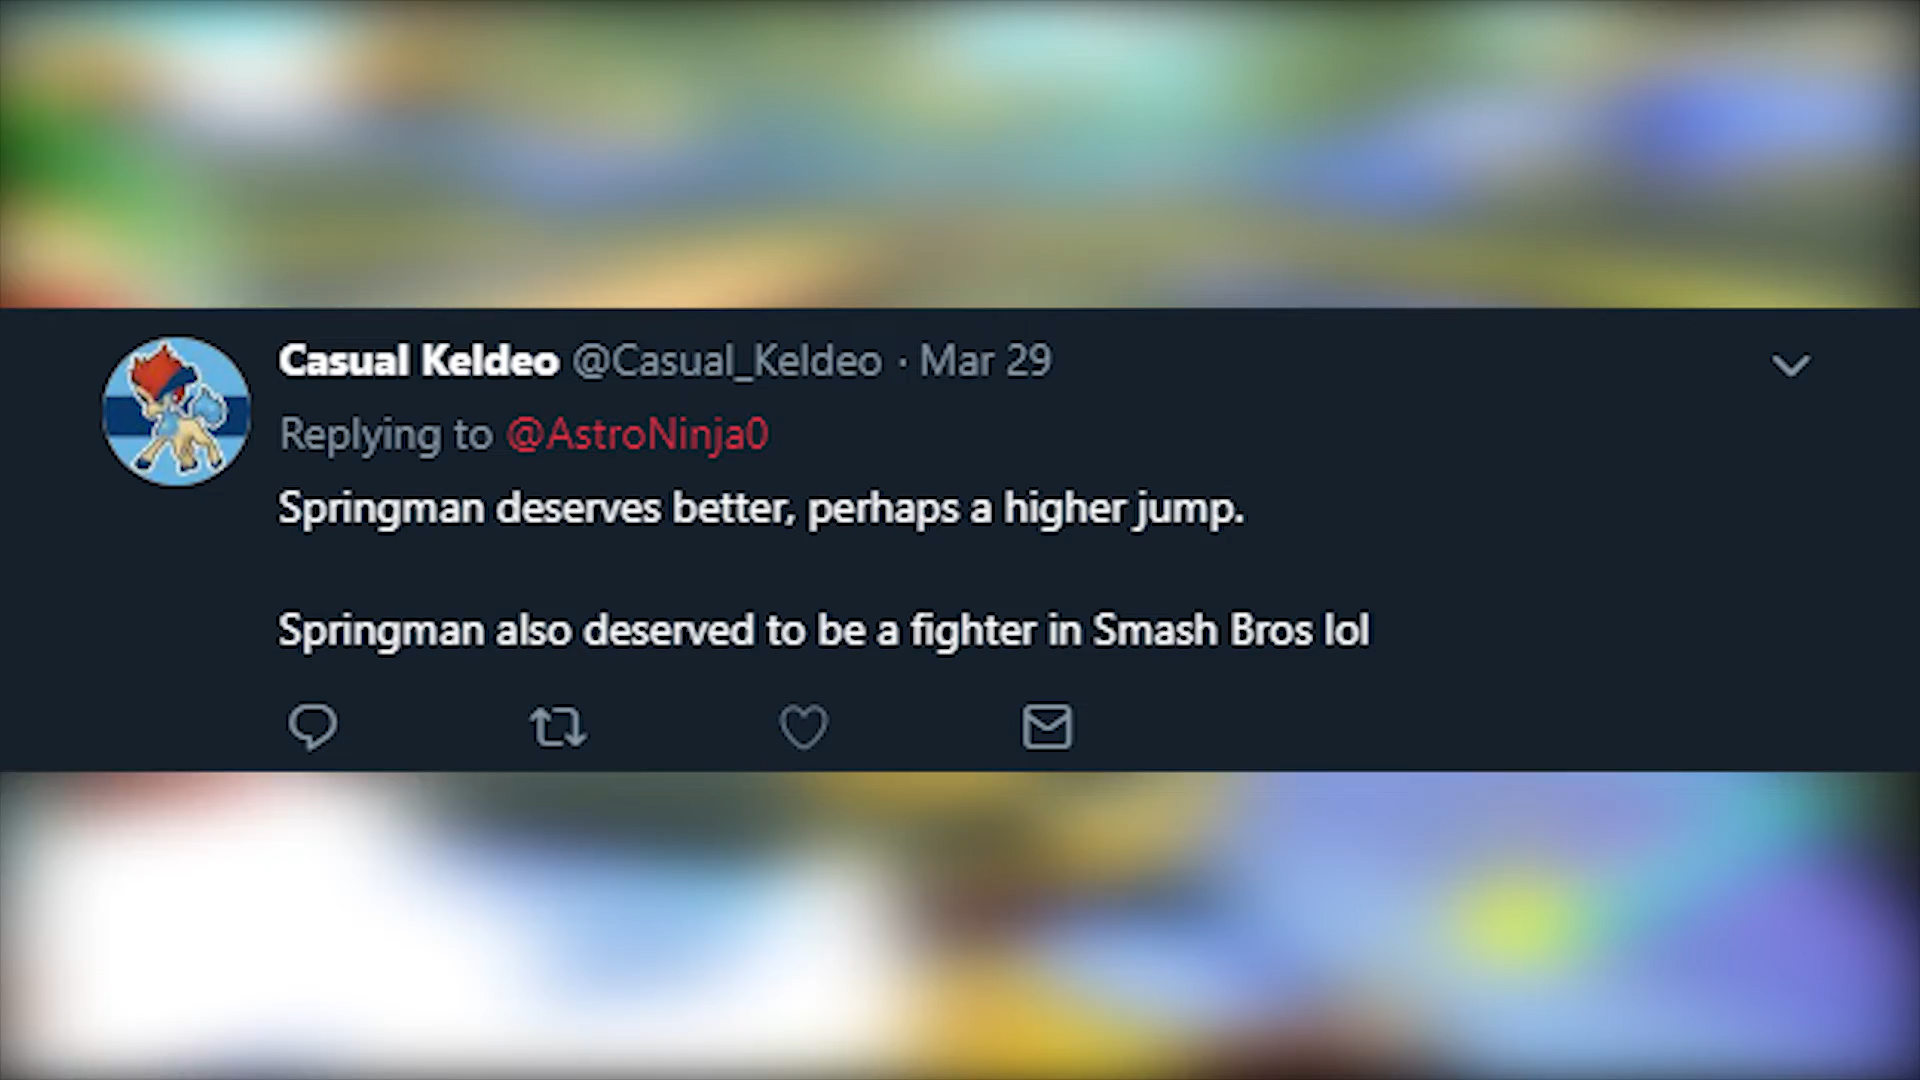 Casual Keldeo @Casual_Keldeo · Mar 29
Replying to @AstroNinja0
Springman deserves better, perhaps a higher jump.
Springman also deserved to be a fighter in Smash Bros lol